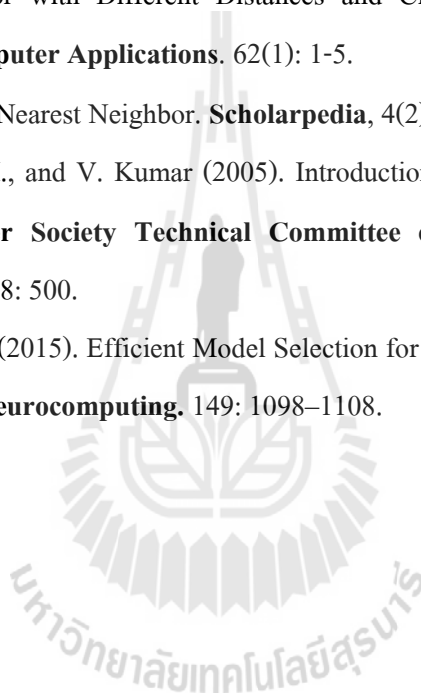 with Different Distances and
puter Applications. 62(1): 1-5.
Nearest Neighbor. Scholarpedia, 4(2)
., and V. Kumar (2005). Introduction
r Society Technical Committee
8: 500.
(2015). Efficient Model Selection for
eurocomputing. 149: 1098–1108.
มหาวิทยาลัยเทคโนโลยีสุรนารี